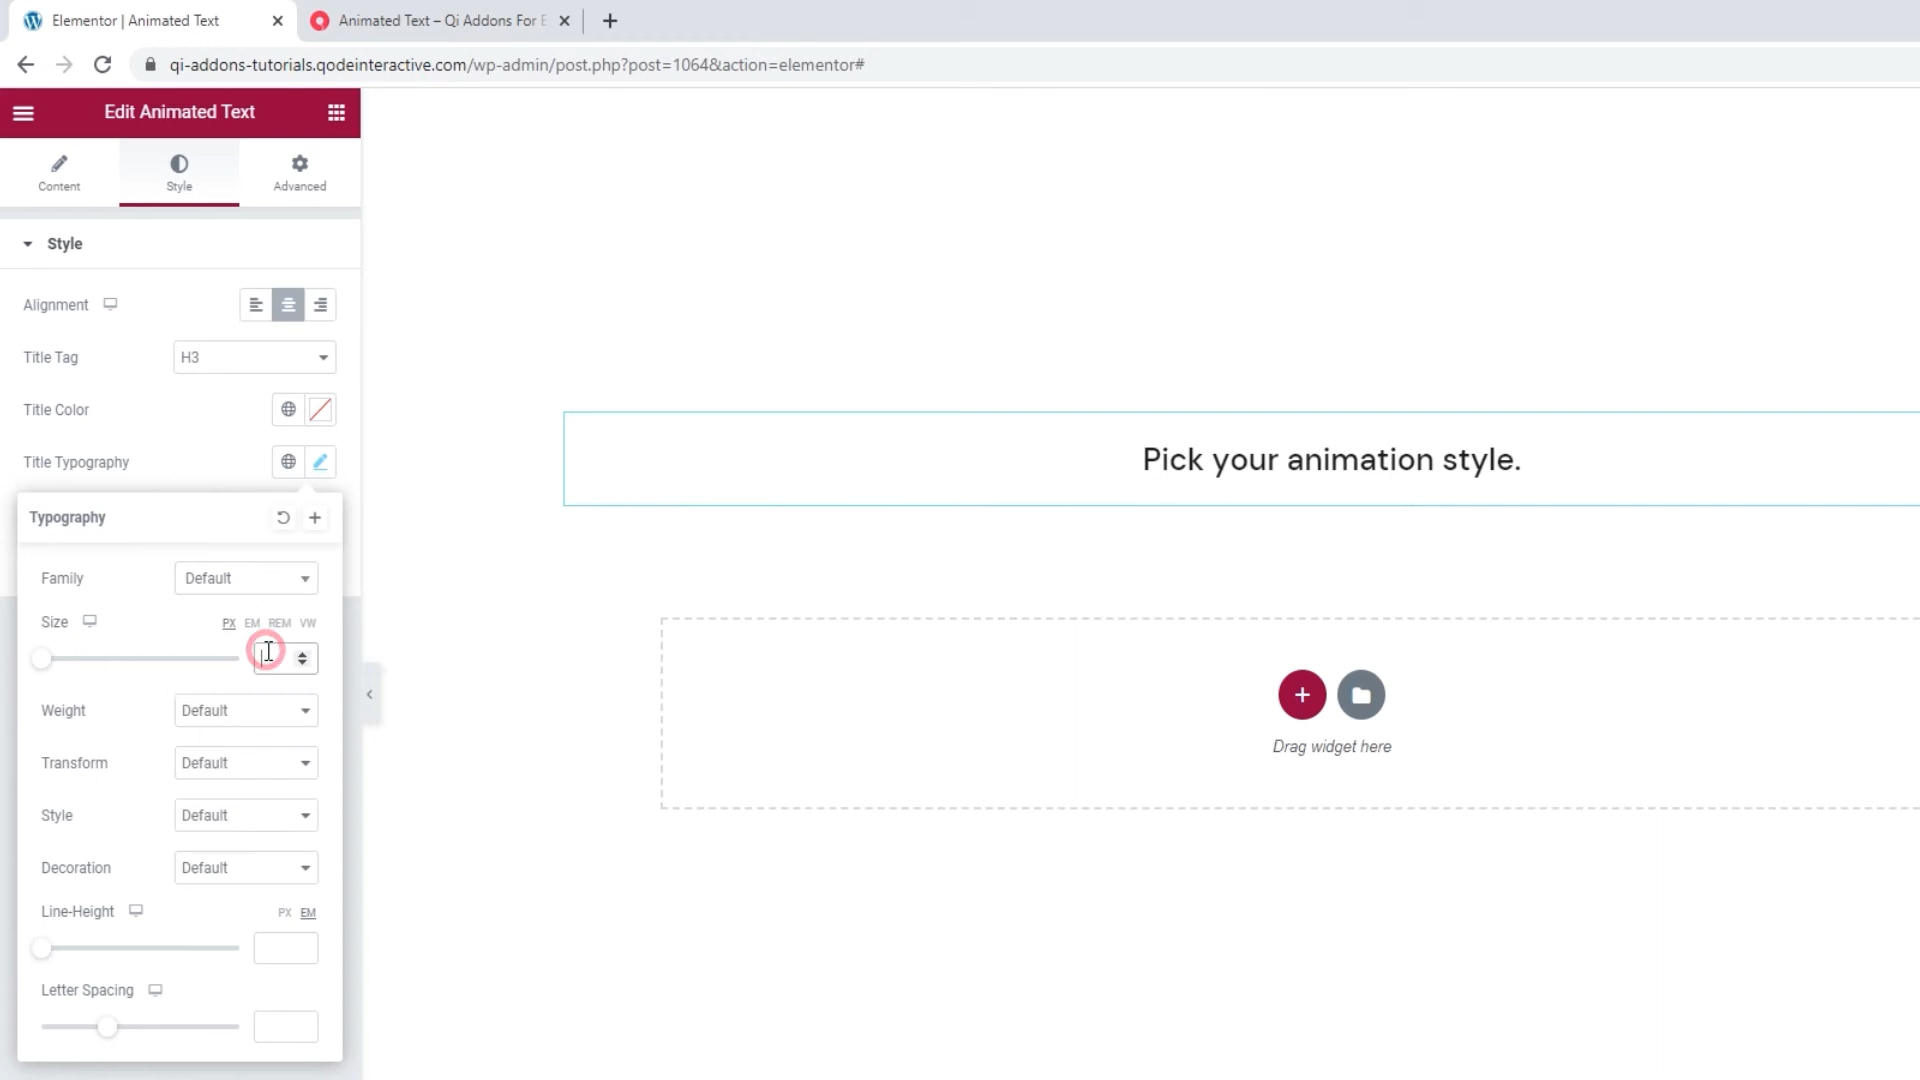 Elementor | Animated Text
Animated Text – Qi Addons For E
qi-addons-tutorials.qodeinteractive.com/wp-admin/post.php?post=1064&action=elementor#
Edit Animated Text
Content
Style
Advanced
Style
Alignment
Title Tag
H3
Title Color
Title Typography
Typography
Family
Default
Size
PX EM REM VW
Weight
Default
Transform
Default
Style
Default
Decoration
Default
Line-Height
PX EM
Letter Spacing
Pick your animation style.
Drag widget here